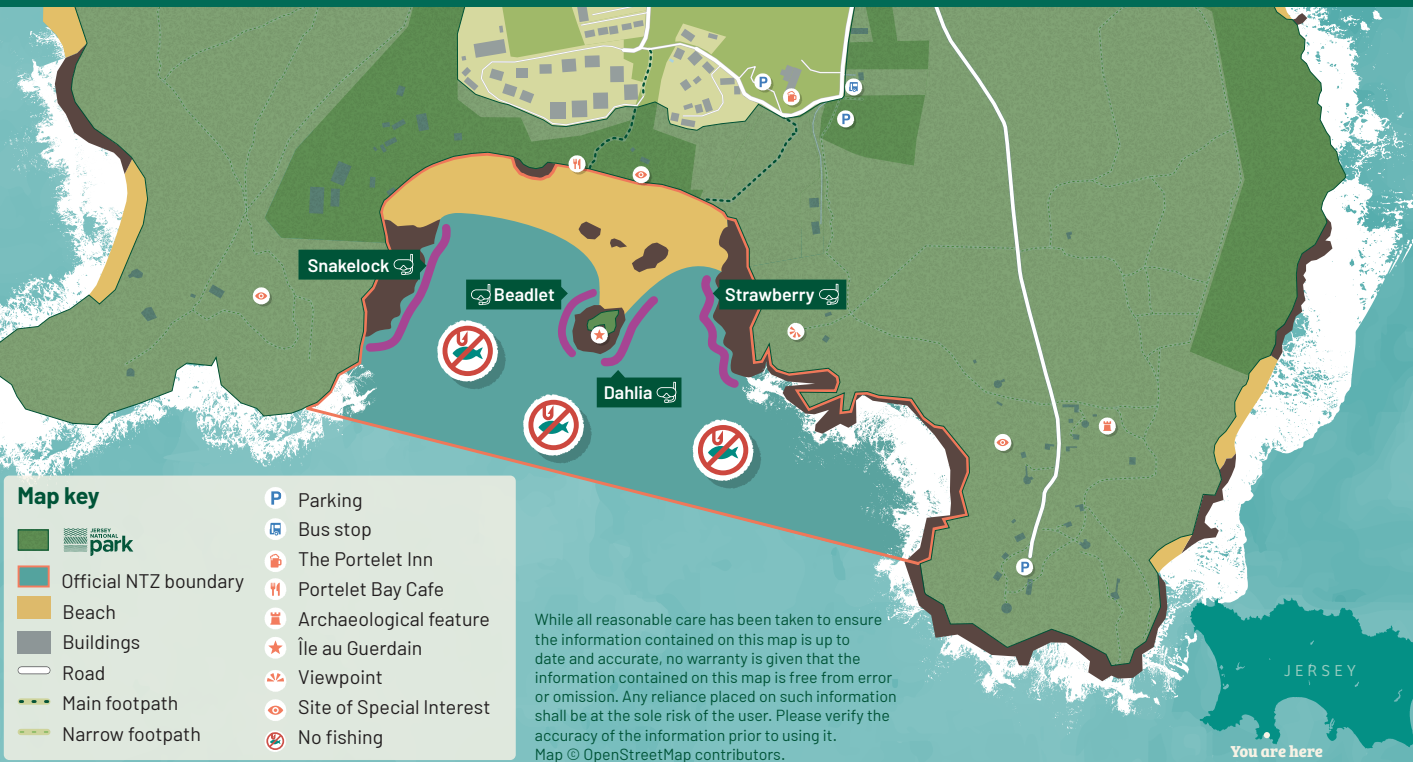 P
P
Snakelock
Beadlet
Strawberry
Dahlia
P
Map key
JERSEY
NATIONAL
park
Official NTZ boundary
Beach
Buildings
Road
Main footpath
Narrow footpath
P Parking
Bus stop
The Portelet Inn
Portelet Bay Cafe
Archaeological feature
Île au Guerdain
Viewpoint
Site of Special Interest
No fishing
While all reasonable care has been taken to ensure
the information contained on this map is up to
date and accurate, no warranty is given that the
information contained on this map is free from error
or omission. Any reliance placed on such information
shall be at the sole risk of the user. Please verify the
accuracy of the information prior to using it.
Map © OpenStreetMap contributors.
JERSEY
You are here